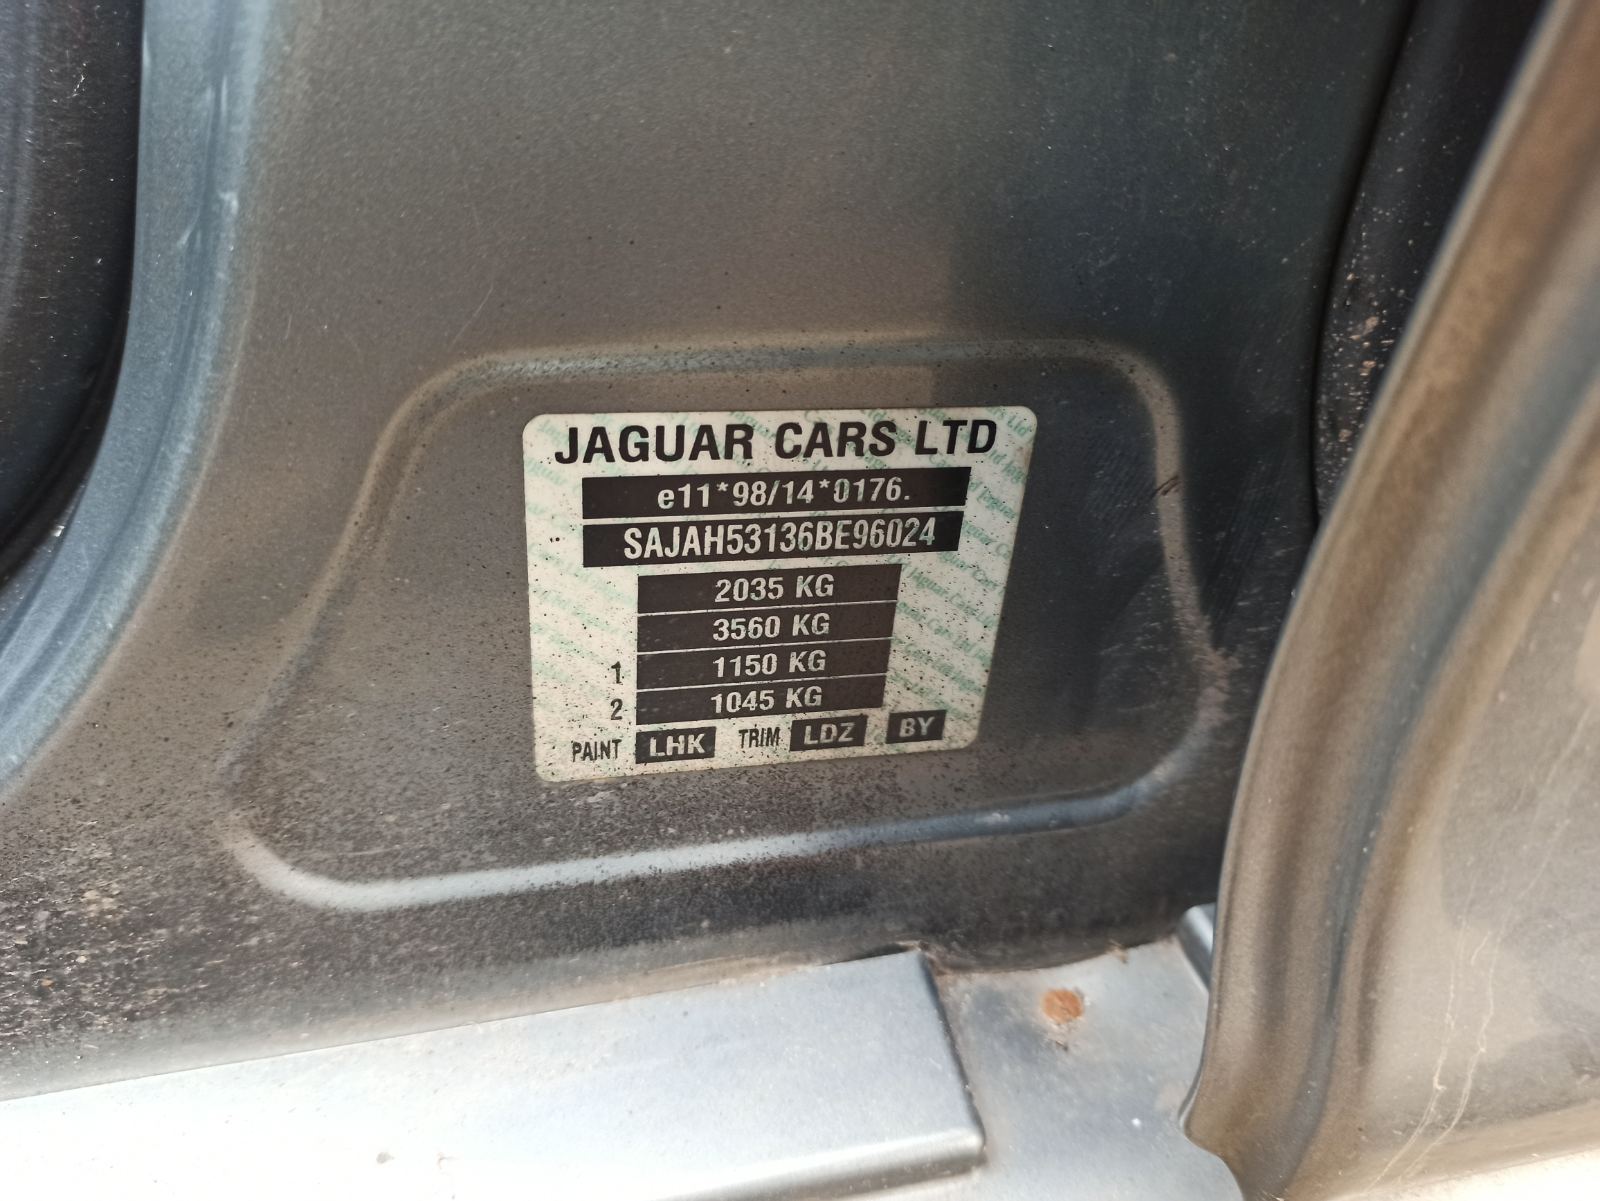 JAGUAR CARS LTD
e11*98/14*0176.
SAJAH53136BE96024
2035 KG
3560 KG
1 1150 KG
2 1045 KG
PAINT LHK TRIM LDZ BY